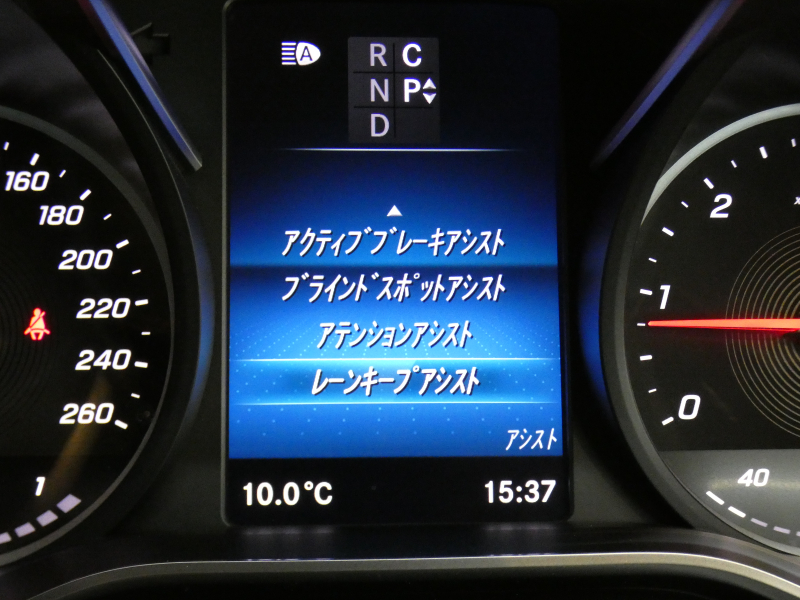 A
R C
N P
D
アクティブブレーキアシスト
ブラインドスポットアシスト
アテンションアシスト
レーンキープアシスト
アシスト
10.0°C
15:37
160
180
200
220
240
260
1
2
1
0
40